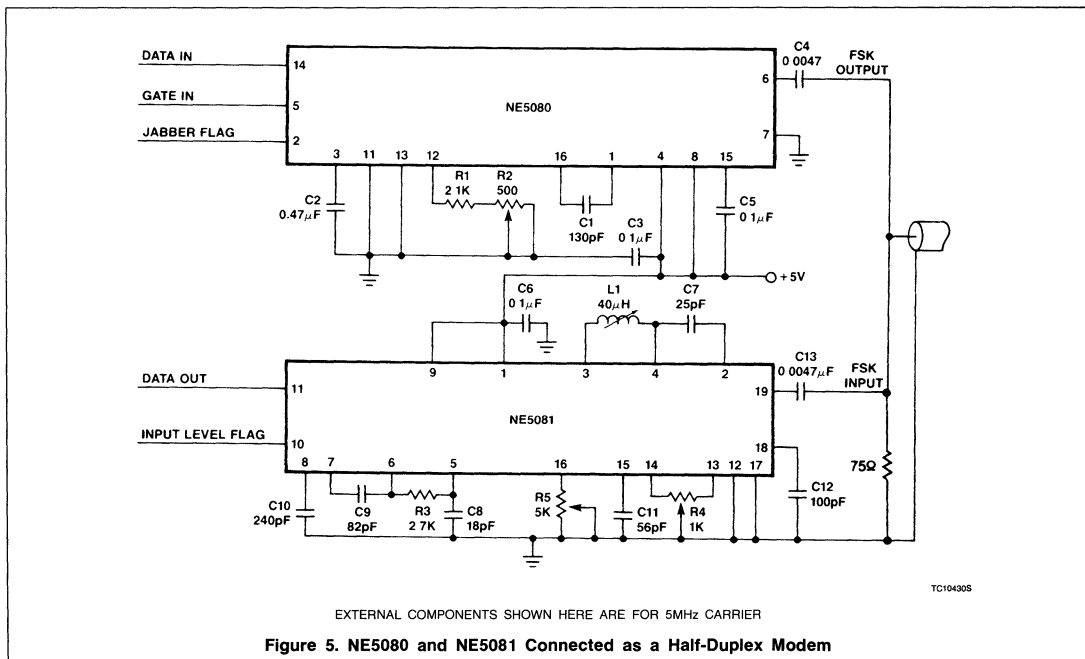 DATA IN
14
GATE IN
5
JABBER FLAG
2
NE5080
6
C4
0 0047
FSK
OUTPUT
7
3
11
13
12
16
1
4
8
15
C2
0.47μF
R1
2 1K
R2
500
C1
130pF
C3
0 1μF
C5
0 1μF
+5V
C6
0 1μF
L1
40μH
C7
25pF
9
1
3
4
2
DATA OUT
11
INPUT LEVEL FLAG
10
NE5081
19
C13
0 0047μF
FSK
INPUT
18
8
7
6
5
16
15
14
13
12
17
75Ω
C10
240pF
C9
82pF
R3
2 7K
C8
18pF
R5
5K
C11
56pF
R4
1K
C12
100pF
TC10430S
EXTERNAL COMPONENTS SHOWN HERE ARE FOR 5MHz CARRIER
Figure 5. NE5080 and NE5081 Connected as a Half-Duplex Modem